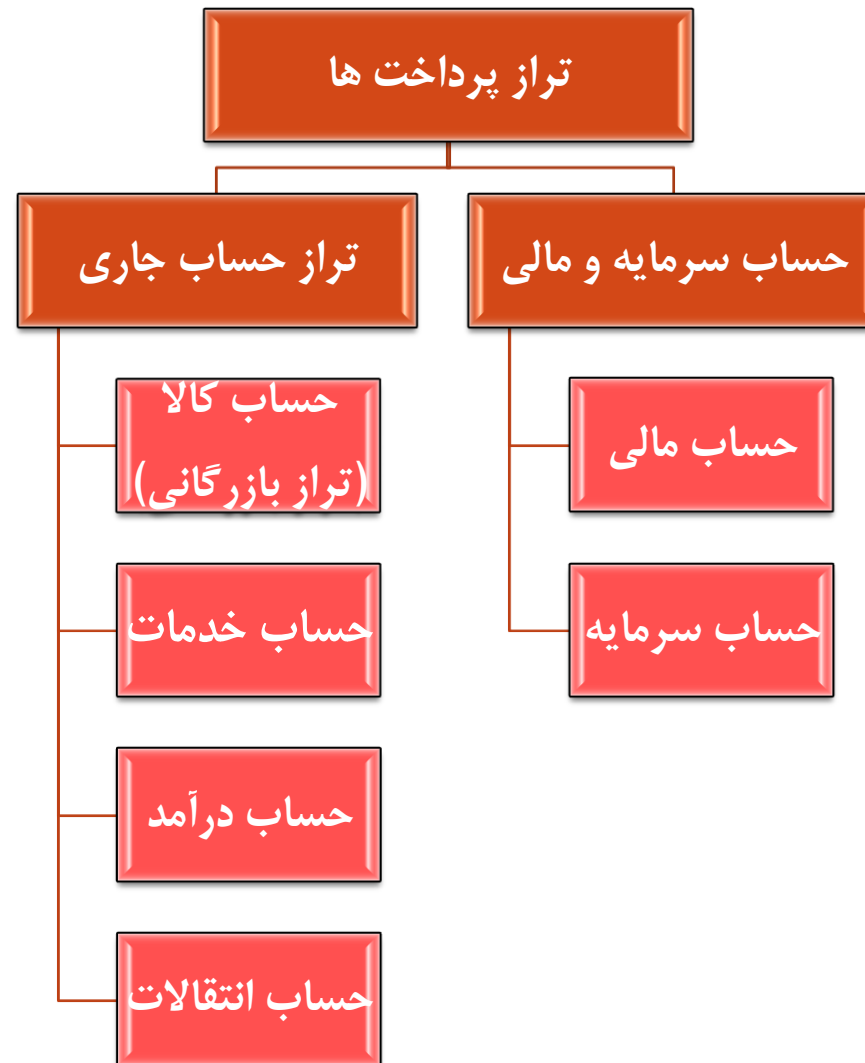 تراز پرداخت ها
حساب سرمایه و مالی
تراز حساب جاری
حساب مالی
حساب سرمایه
حساب کالا
(تراز بازرگانی)
حساب خدمات
حساب درآمد
حساب انتقالات